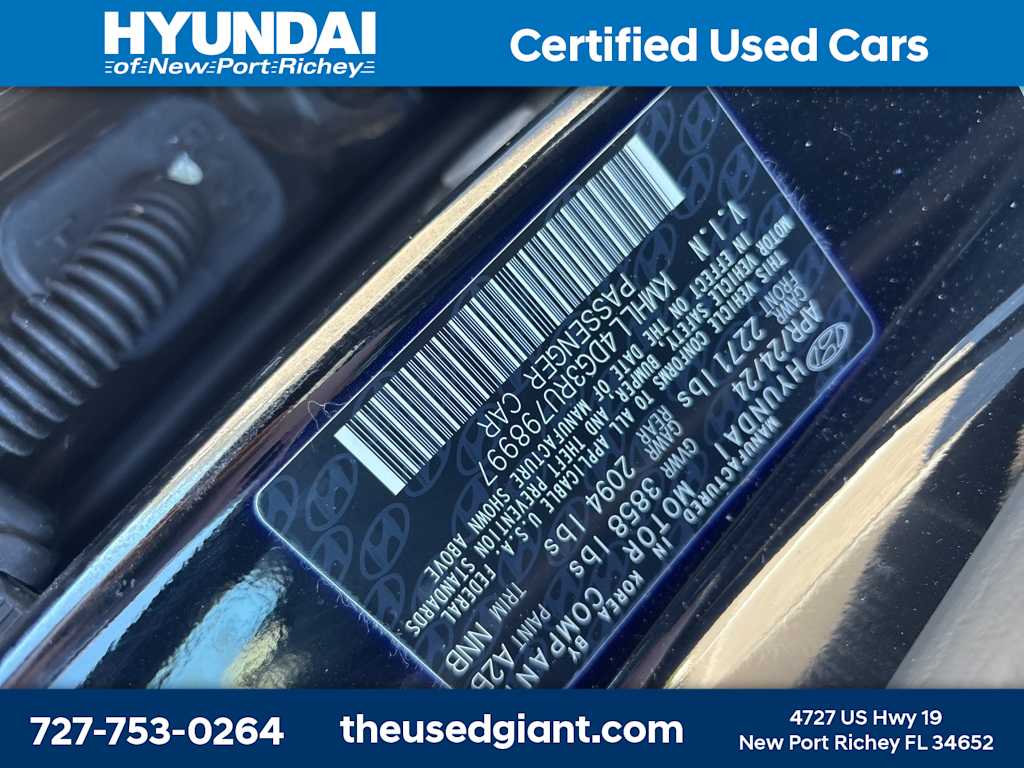 HYUNDAI
of New Port Richey
Certified Used Cars
MANUFACTURED IN KOREA BY
HYUNDAI MOTOR COMPAN
APR/24/24 GVWR 3858 lbs
GAWR FRONT 2271 lbs GAWR REAR 2094 lbs
THIS VEHICLE CONFORMS TO ALL APPLICABLE U.S.A. FEDERAL
MOTOR VEHICLE SAFETY, BUMPER, AND THEFT PREVENTION STANDARDS
IN EFFECT ON THE DATE OF MANUFACTURE SHOWN ABOVE
V.I.N KMHLL4DG3RU798997
PASSENGER CAR
PAINT A2B
TRIM NNB
727-753-0264
theusedgiant.com
4727 US Hwy 19
New Port Richey FL 34652